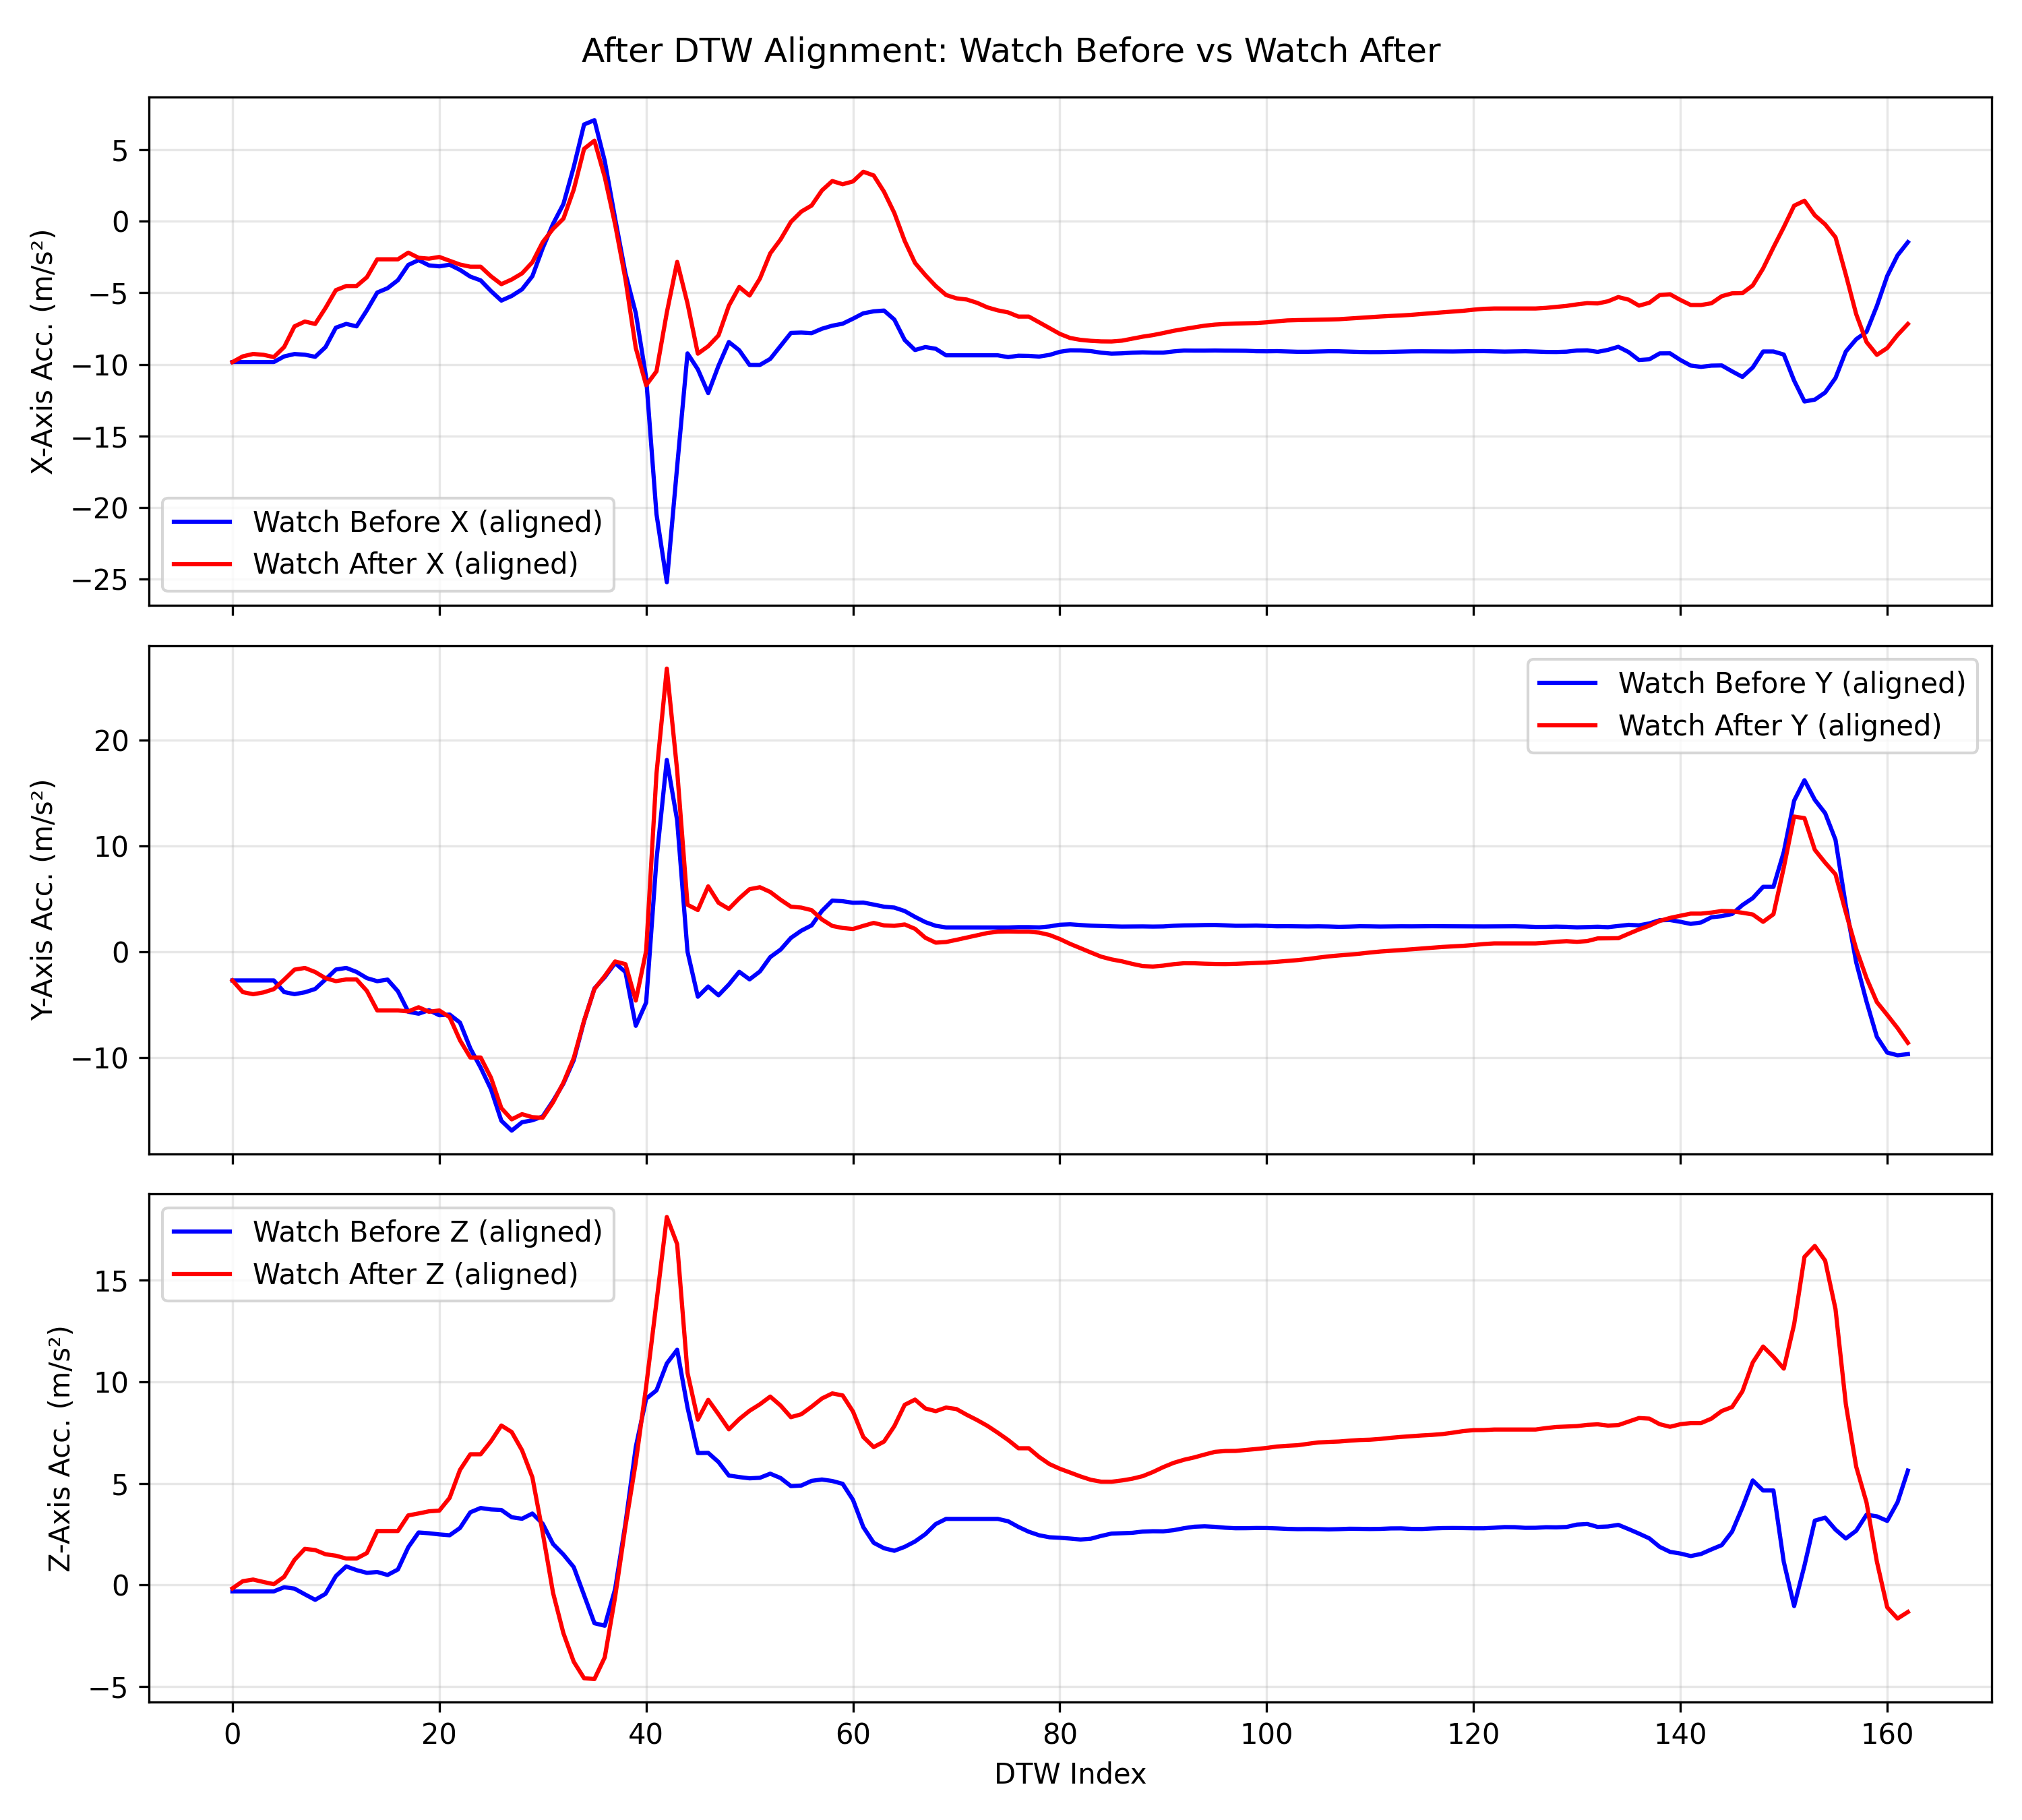 After DTW Alignment: Watch Before vs Watch After
X-Axis Acc. (m/s²)
5
0
−5
−10
−15
−20
−25
Watch Before X (aligned)
Watch After X (aligned)
Y-Axis Acc. (m/s²)
20
10
0
−10
Watch Before Y (aligned)
Watch After Y (aligned)
Z-Axis Acc. (m/s²)
15
10
5
0
−5
Watch Before Z (aligned)
Watch After Z (aligned)
0 20 40 60 80 100 120 140 160
DTW Index